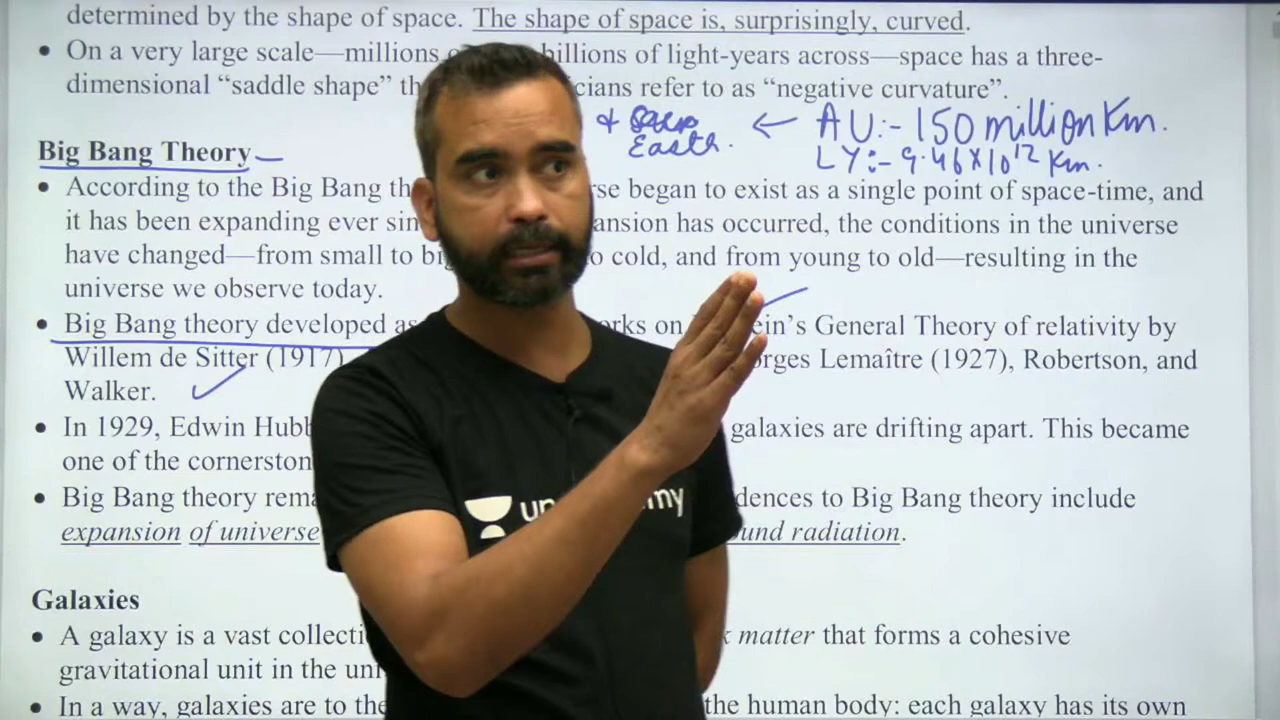 determined by the shape of space. The shape of space is, surprisingly, curved.
• On a very large scale—millions billions of light-years across—space has a three-
dimensional “saddle shape” th cians refer to as “negative curvature”.
← AU:- 150 million Km.
Earth.
LY:- 9.46×10¹² Km.
Big Bang Theory
• According to the Big Bang th se began to exist as a single point of space-time, and
it has been expanding ever sin ansion has occurred, the conditions in the universe
have changed—from small to bi o cold, and from young to old—resulting in the
universe we observe today.
• Big Bang theory developed as rks on ein’s General Theory of relativity by
Willem de Sitter (1917) rges Lemaître (1927), Robertson, and
Walker.
• In 1929, Edwin Hubb galaxies are drifting apart. This became
one of the cornerston
• Big Bang theory rema dences to Big Bang theory include
expansion of universe und radiation.
un my
Galaxies
• A galaxy is a vast collecti matter that forms a cohesive
gravitational unit in the uni
• In a way, galaxies are to the the human body: each galaxy has its own